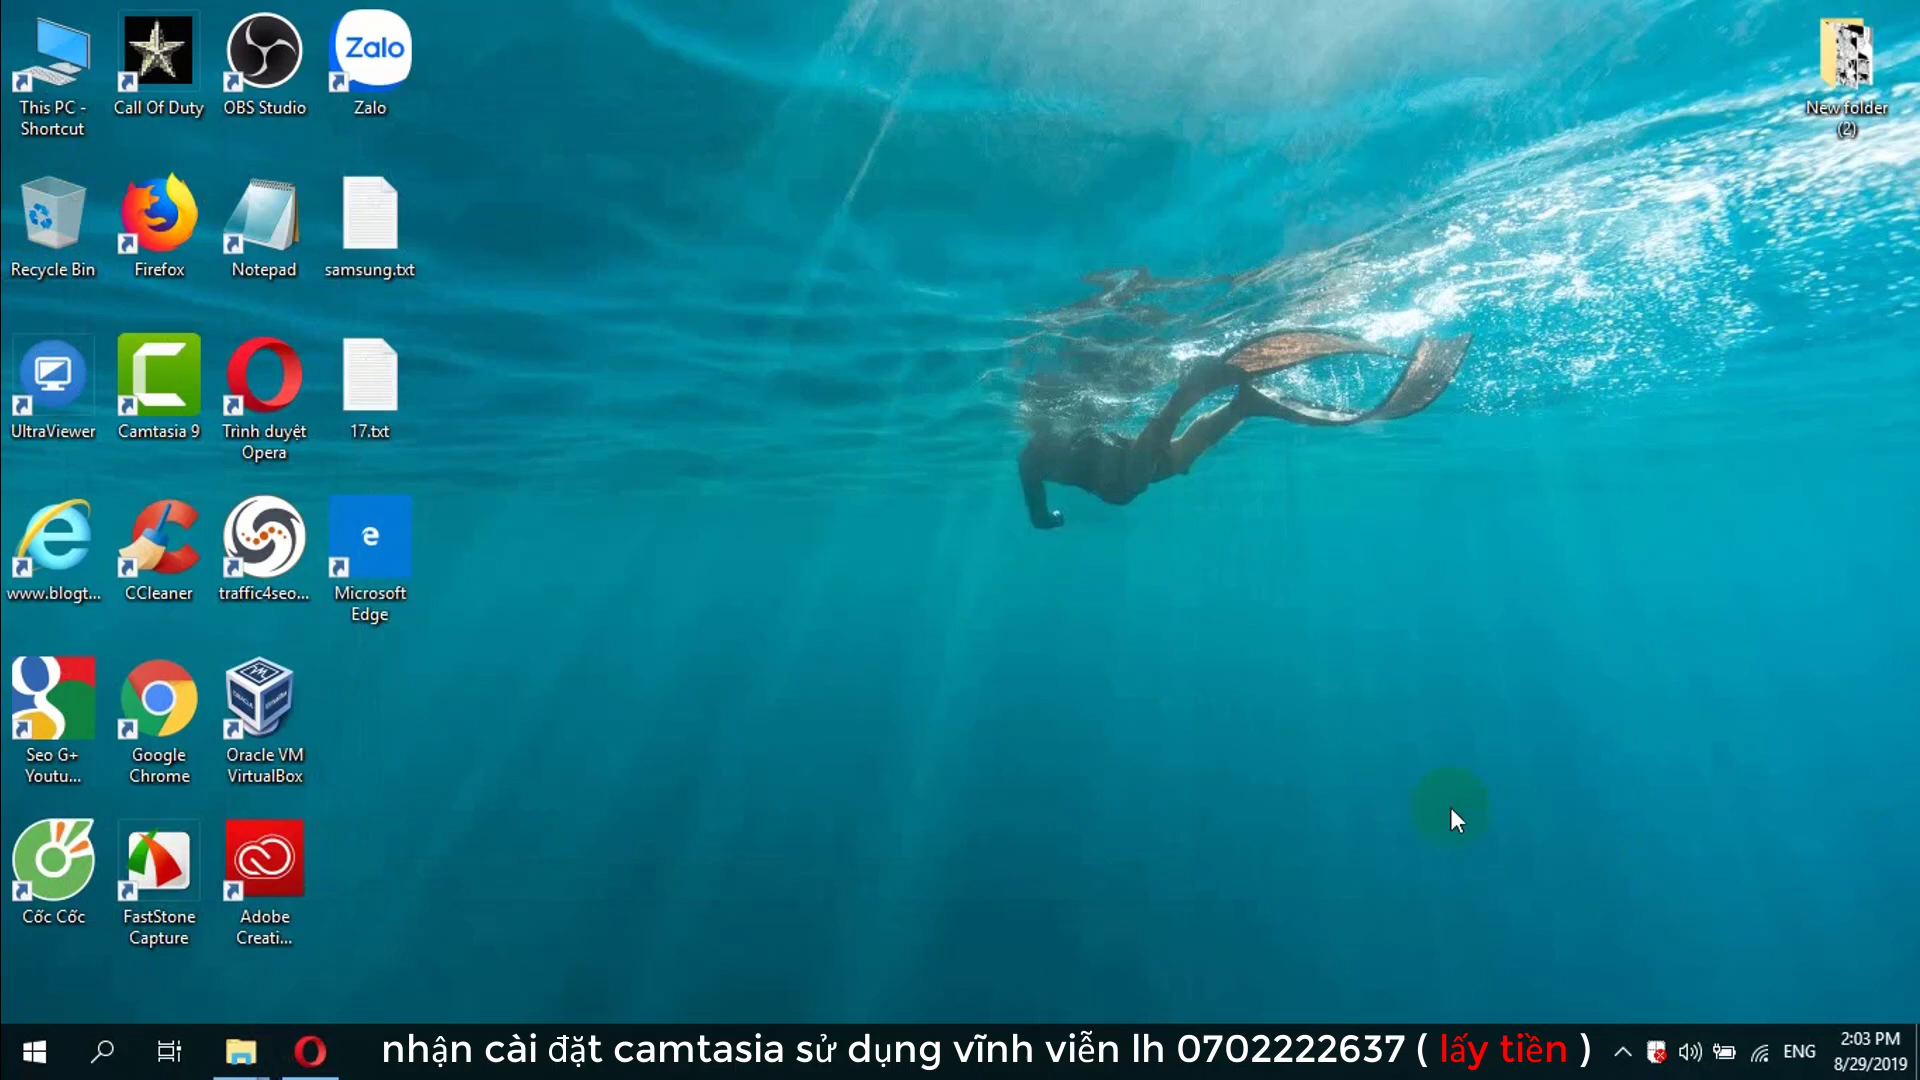 This PC -
Shortcut
Call Of Duty
OBS Studio
Zalo
Zalo
New folder
(2)
Recycle Bin
Firefox
Notepad
samsung.txt
UltraViewer
Camtasia 9
Trình duyệt
Opera
17.txt
www.blogt...
CCleaner
traffic4seo...
Microsoft
Edge
Seo G+
Youtu...
Google
Chrome
Oracle VM
VirtualBox
Cốc Cốc
FastStone
Capture
Adobe
Creati...
nhận cài đặt camtasia sử dụng vĩnh viễn lh 0702222637 ( lấy tiền )
ENG
2:03 PM
8/29/2019